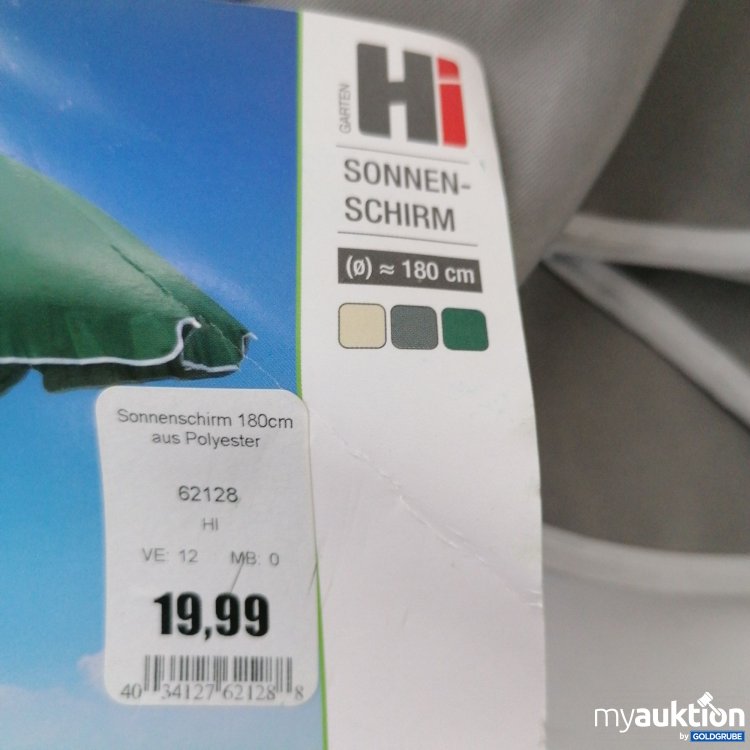 GARTEN
Hi
SONNEN-
SCHIRM
(ø) ≈ 180 cm
Sonnenschirm 180cm
aus Polyester
62128
HI
VE: 12 MB: 0
19,99
40 34127 62128 8
myauktion
by GOLDGRUBE